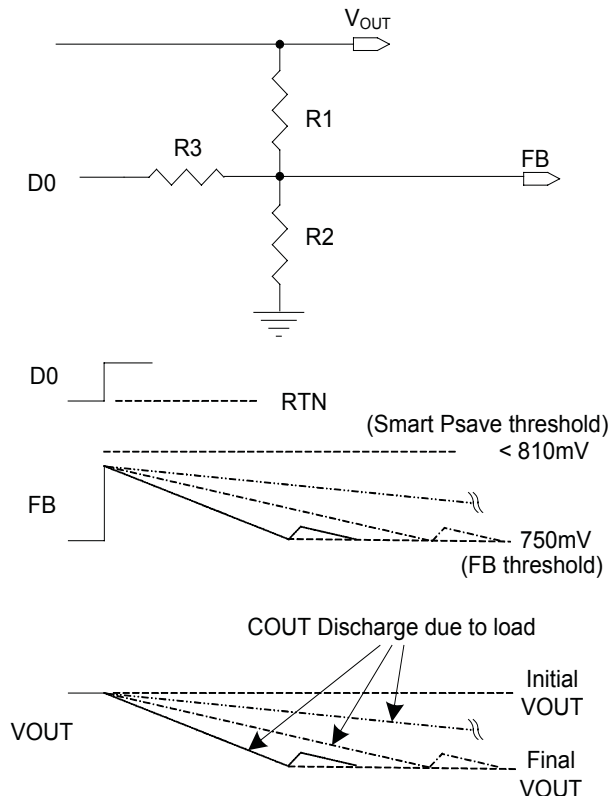 VOUT
R1
R3
FB
D0
R2
D0
RTN
(Smart Psave threshold)
< 810mV
FB
750mV
(FB threshold)
COUT Discharge due to load
Initial
VOUT
VOUT
Final
VOUT